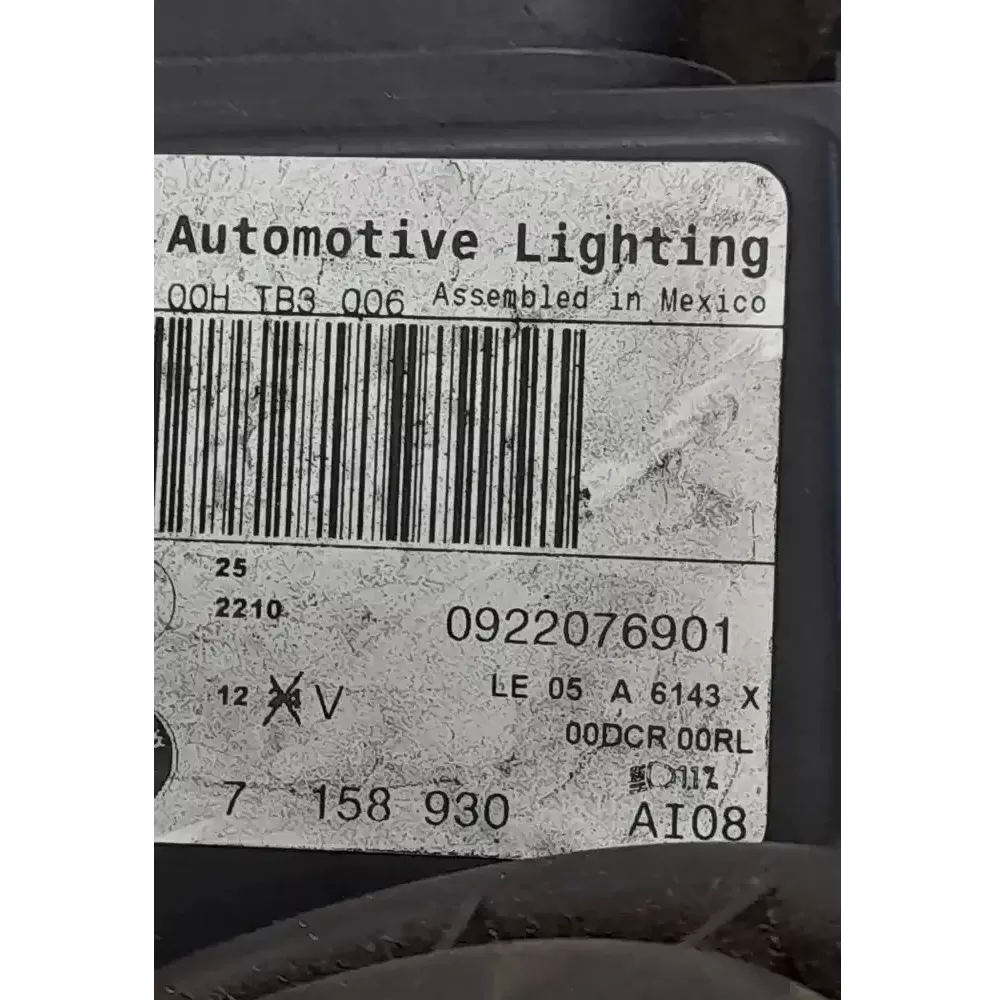 Automotive Lighting
00H TB3 006 Assembled in Mexico
25
2210
0922076901
12 V
LE 05 A 6143 X
00DCR 00RL
11%
7 158 930
AI08